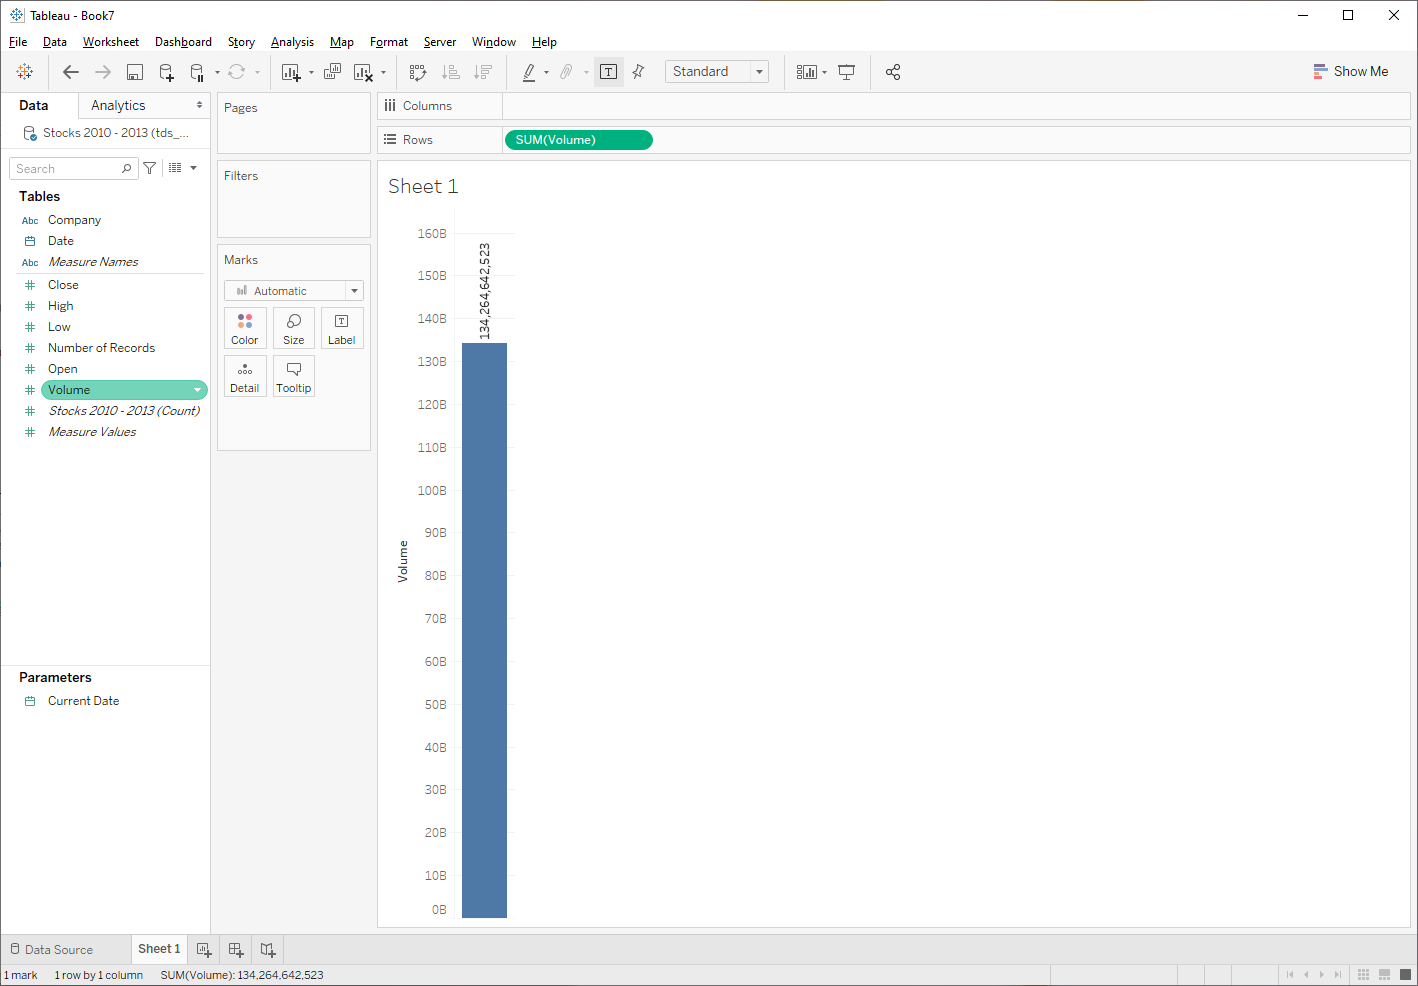 Tableau - Book7
File Data Worksheet Dashboard Story Analysis Map Format Server Window Help
Standard
Show Me
Data Analytics
Stocks 2010 - 2013 (tds_...
Search
Tables
Abc Company
Date
Abc Measure Names
Close
High
Low
Number of Records
Open
Volume
Stocks 2010 - 2013 (Count)
Measure Values
Parameters
Current Date
Pages
Filters
Marks
Automatic
Color Size Label
Detail Tooltip
Columns
Rows SUM(Volume)
Sheet 1
160B
150B
140B
130B
120B
110B
100B
90B
80B
70B
60B
50B
40B
30B
20B
10B
0B
Volume
134,264,642,523
Data Source Sheet 1
1 mark 1 row by 1 column SUM(Volume): 134,264,642,523